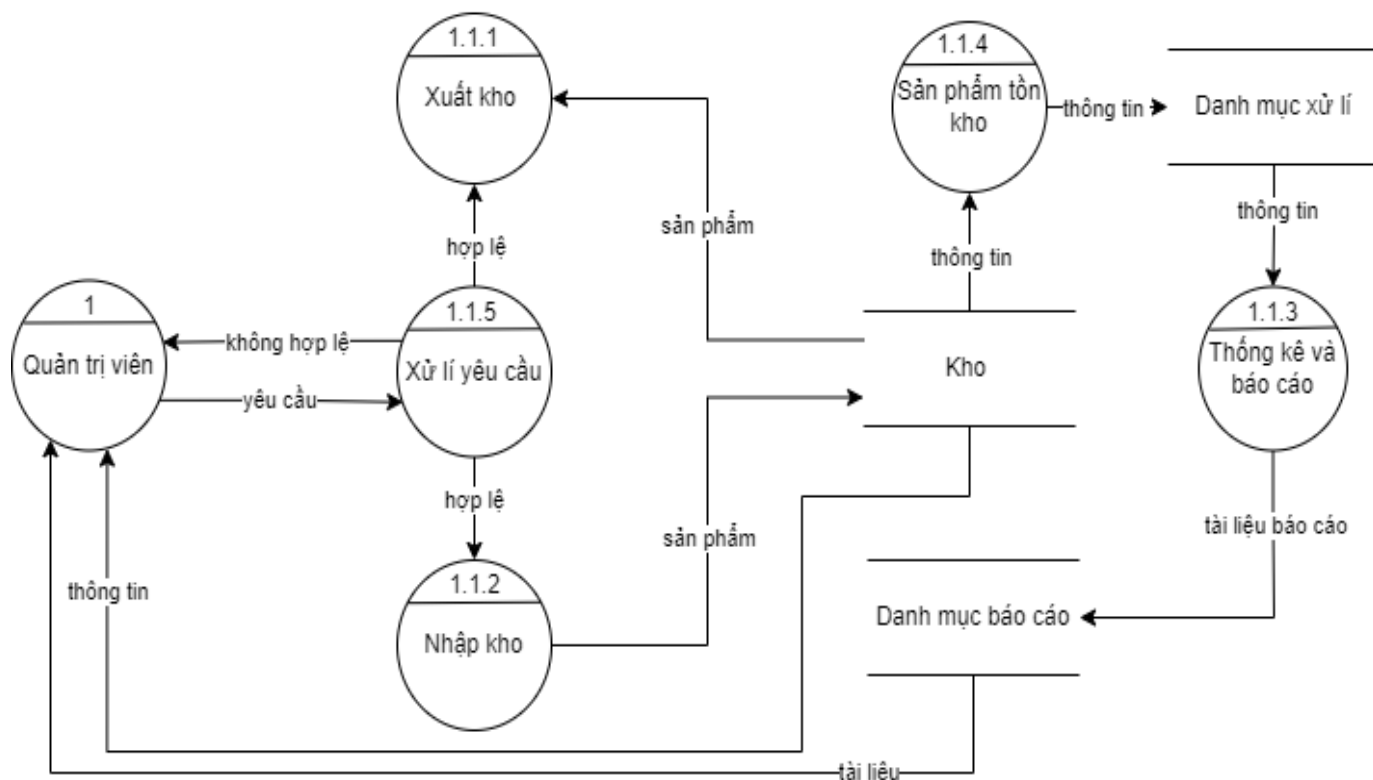 1.1.1
Xuất kho
1.1.4
Sản phẩm tồn
kho
thông tin
Danh mục xử lí
sản phẩm
thông tin
hợp lệ
thông tin
1
Quản trị viên
không hợp lệ
yêu cầu
1.1.5
Xử lí yêu cầu
Kho
1.1.3
Thống kê và
báo cáo
hợp lệ
sản phẩm
tài liệu báo cáo
thông tin
1.1.2
Nhập kho
Danh mục báo cáo
tài liệu